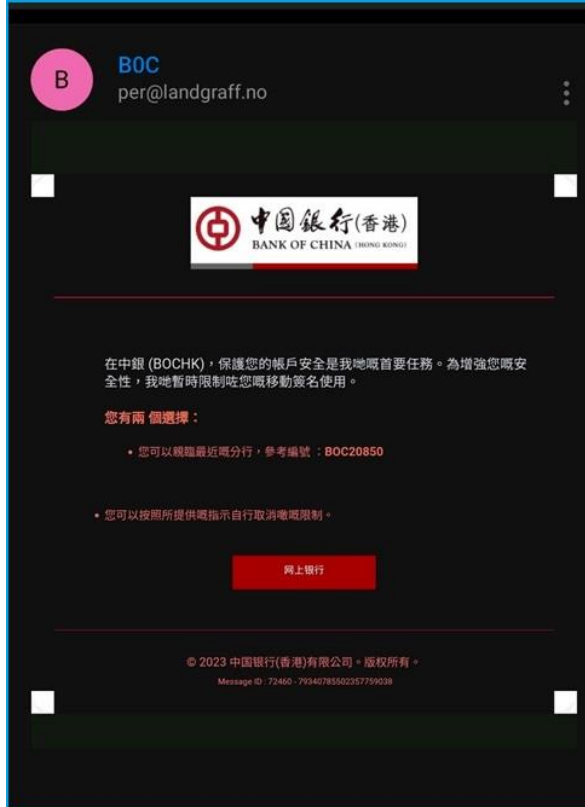 B
B0C
per@landgraff.no
中国銀行(香港)
BANK OF CHINA (HONG KONG)
在中銀 (BOCHK)，保護您的帳戶安全是我哋嘅首要任務。為增強您嘅安
全性，我哋暫時限制咗您嘅移動簽名使用。
您有兩 個選擇：
• 您可以親臨最近嘅分行，參考編號 ：BOC20850
• 您可以按照所提供嘅指示自行取消噉嘅限制。
网上银行
© 2023 中国银行(香港)有限公司。版权所有。
Message ID : 72460 - 79340785502357759038